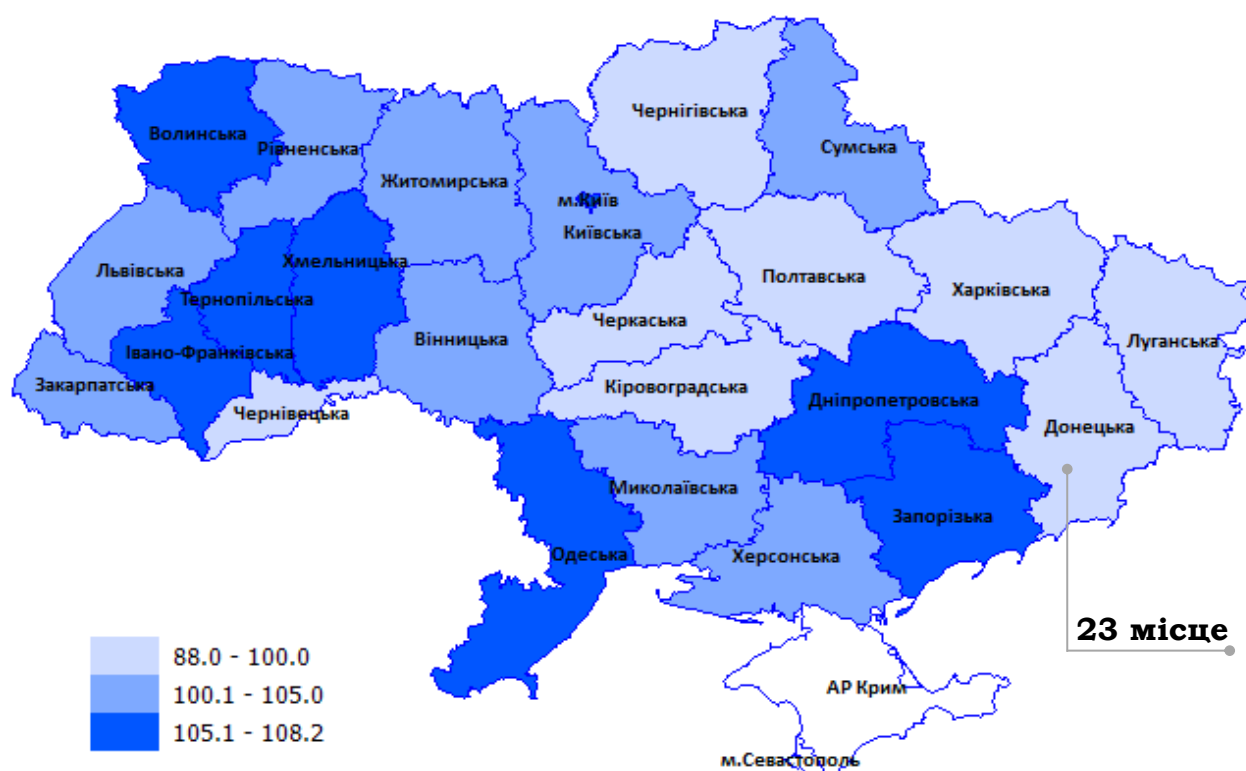 Чернігівська
Волинська
Рівненська
Сумська
Житомирська
м.Київ
Київська
Львівська
Хмельницька
Тернопільська
Полтавська
Харківська
Черкаська
Вінницька
Івано-Франківська
Луганська
Закарпатська
Кіровоградська
Дніпропетровська
Чернівецька
Донецька
Миколаївська
Запорізька
Одеська
Херсонська
23 місце
88.0 - 100.0
100.1 - 105.0
105.1 - 108.2
АР Крим
м.Севастополь